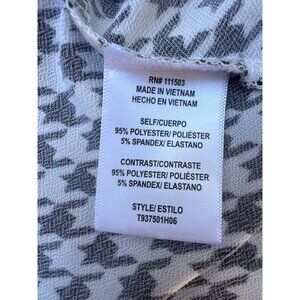 RN# 111503
MADE IN VIETNAM
HECHO EN VIETNAM
SELF/CUERPO
95% POLYESTER/ POLIÉSTER
5% SPANDEX/ ELASTANO
CONTRAST/CONTRASTE
95% POLYESTER/ POLIÉSTER
5% SPANDEX/ ELASTANO
STYLE/ ESTILO
T937501H06